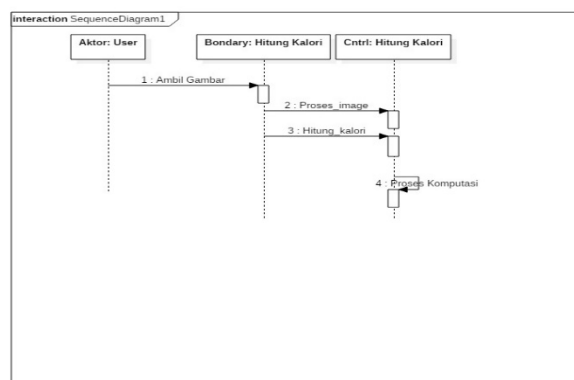 interaction SequenceDiagram1
Aktor: User
Bondary: Hitung Kalori
Cntrl: Hitung Kalori
1 : Ambil Gambar
2 : Proses_image
3 : Hitung_kalori
4 : Proses Komputasi